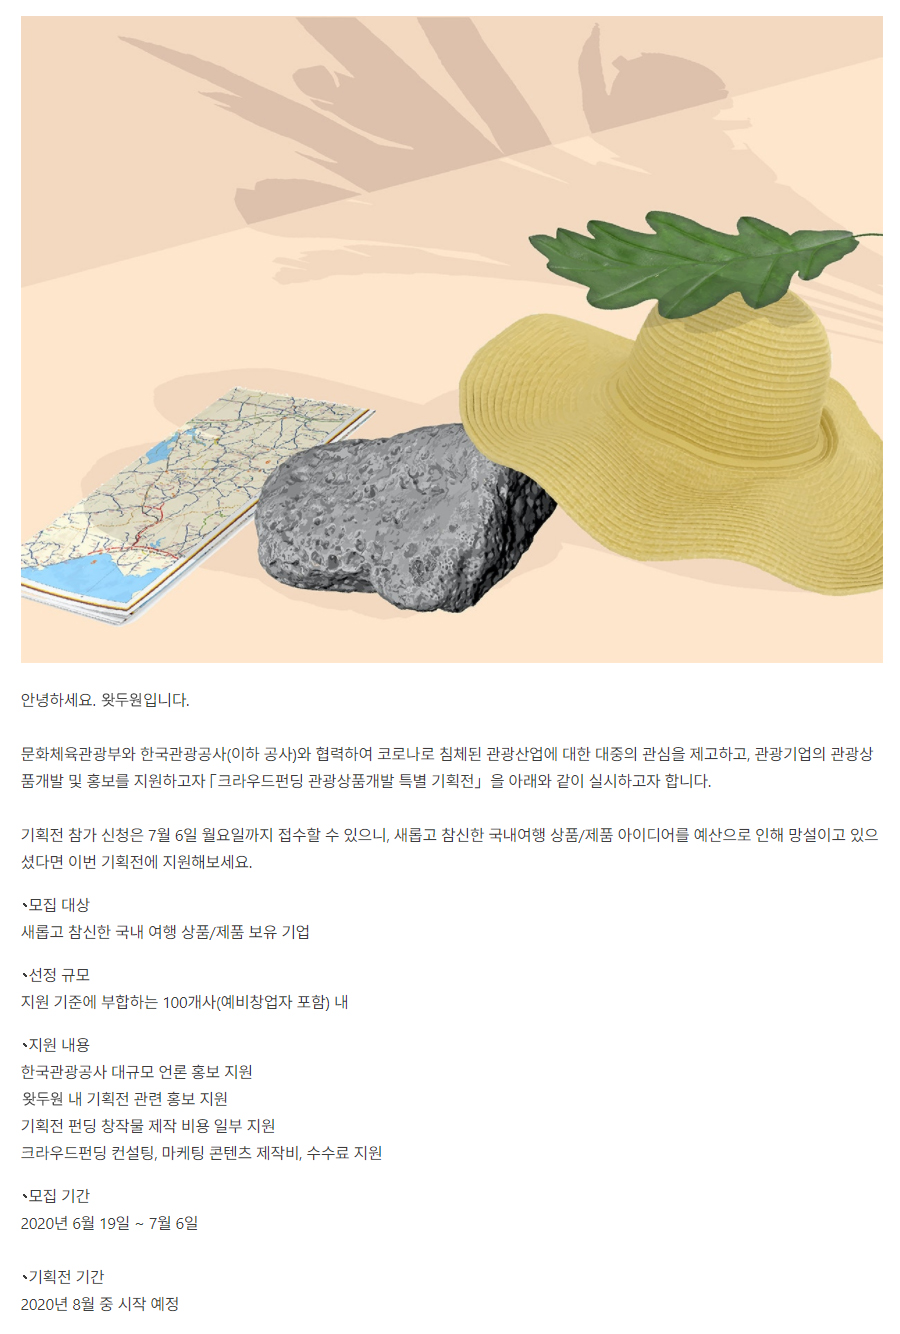 안녕하세요. 왓두원입니다.
문화체육관광부와 한국관광공사(이하 공사)와 협력하여 코로나로 침체된 관광산업에 대한 대중의 관심을 제고하고, 관광기업의 관광상
품개발 및 홍보를 지원하고자 ｢크라우드펀딩 관광상품개발 특별 기획전」을 아래와 같이 실시하고자 합니다.
기획전 참가 신청은 7월 6일 월요일까지 접수할 수 있으니, 새롭고 참신한 국내여행 상품/제품 아이디어를 예산으로 인해 망설이고 있으
셨다면 이번 기획전에 지원해보세요.
ˋ모집 대상
새롭고 참신한 국내 여행 상품/제품 보유 기업
ˋ선정 규모
지원 기준에 부합하는 100개사(예비창업자 포함) 내
ˋ지원 내용
한국관광공사 대규모 언론 홍보 지원
왓두원 내 기획전 관련 홍보 지원
기획전 펀딩 창작물 제작 비용 일부 지원
크라우드펀딩 컨설팅, 마케팅 콘텐츠 제작비, 수수료 지원
ˋ모집 기간
2020년 6월 19일 ~ 7월 6일
ˋ기획전 기간
2020년 8월 중 시작 예정